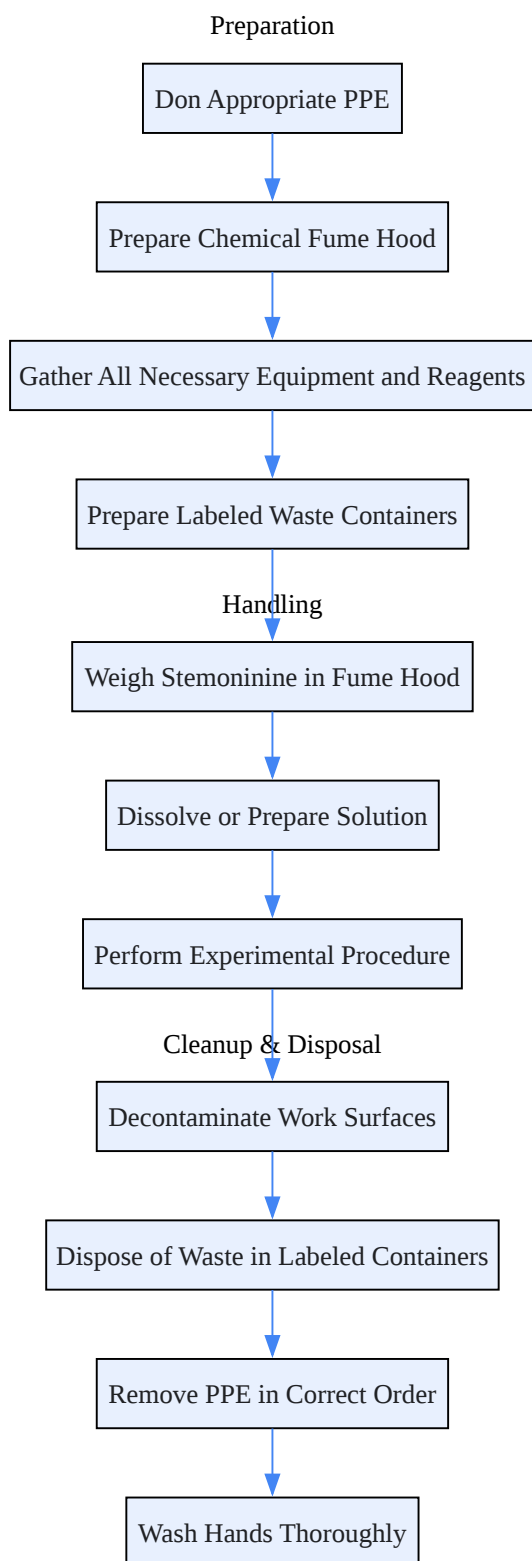 Preparation
Don Appropriate PPE
Prepare Chemical Fume Hood
Gather All Necessary Equipment and Reagents
Prepare Labeled Waste Containers
Handling
Weigh Stemoninine in Fume Hood
Dissolve or Prepare Solution
Perform Experimental Procedure
Cleanup & Disposal
Decontaminate Work Surfaces
Dispose of Waste in Labeled Containers
Remove PPE in Correct Order
Wash Hands Thoroughly